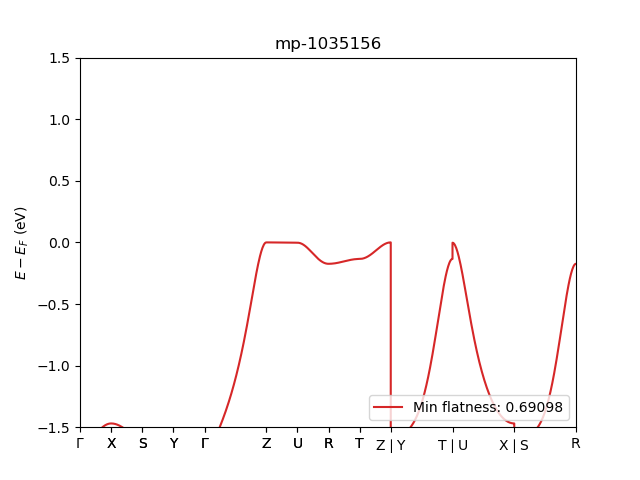 mp-1035156
1.5
1.0
0.5
0.0
−0.5
−1.0
−1.5
E − E_F (eV)
Γ X S Y Γ Z U R T Z | Y T | U X | S R
Min flatness: 0.69098